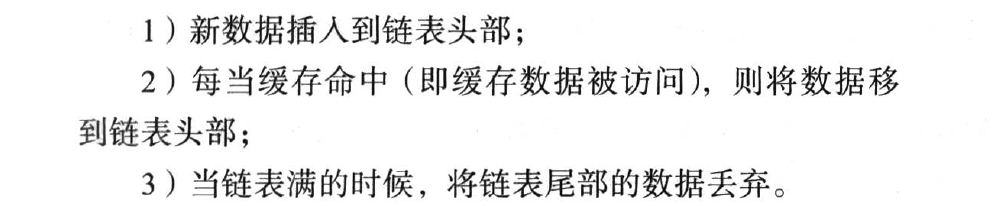 1）新数据插入到链表头部；
2）每当缓存命中（即缓存数据被访问），则将数据移
到链表头部；
3）当链表满的时候，将链表尾部的数据丢弃。